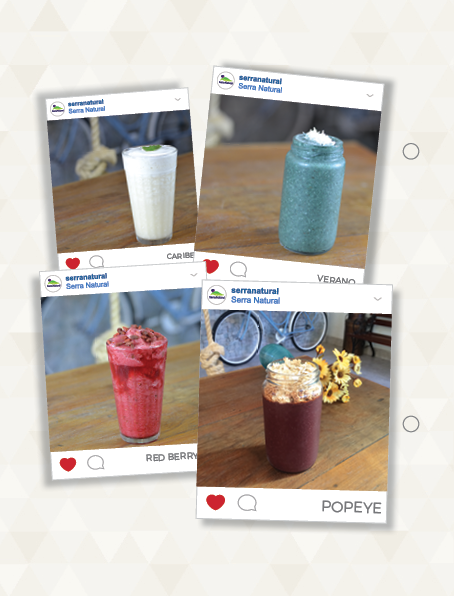 serranatural
Serra Natural
CARIBE
serranatural
Serra Natural
VERANO
serranatural
Serra Natural
RED BERRY
serranatural
Serra Natural
POPEYE